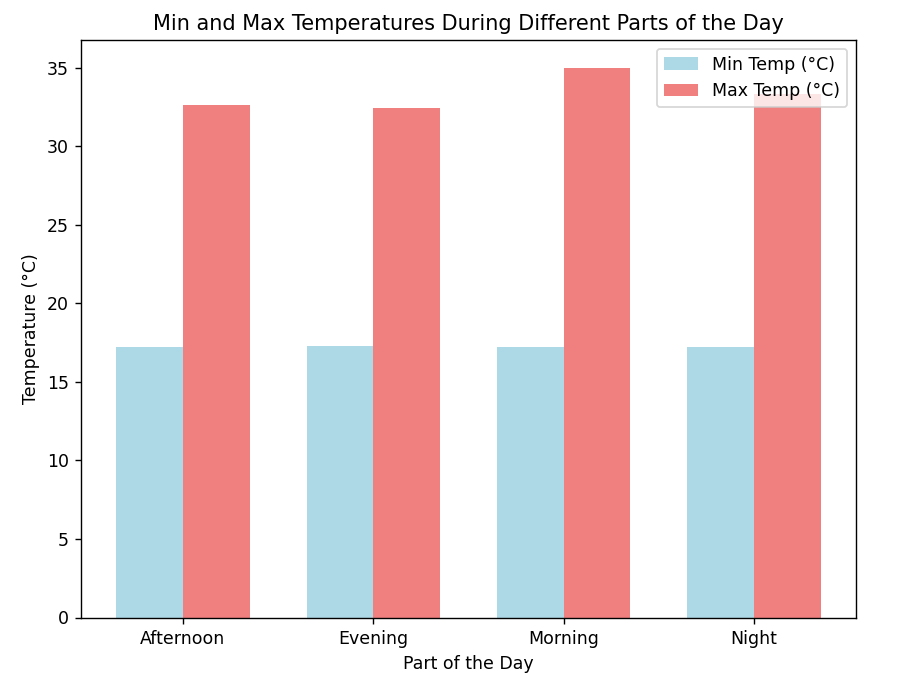 Min and Max Temperatures During Different Parts of the Day
Min Temp (°C)
Max Temp (°C)
Temperature (°C)
35
30
25
20
15
10
5
0
Afternoon Evening Morning Night
Part of the Day